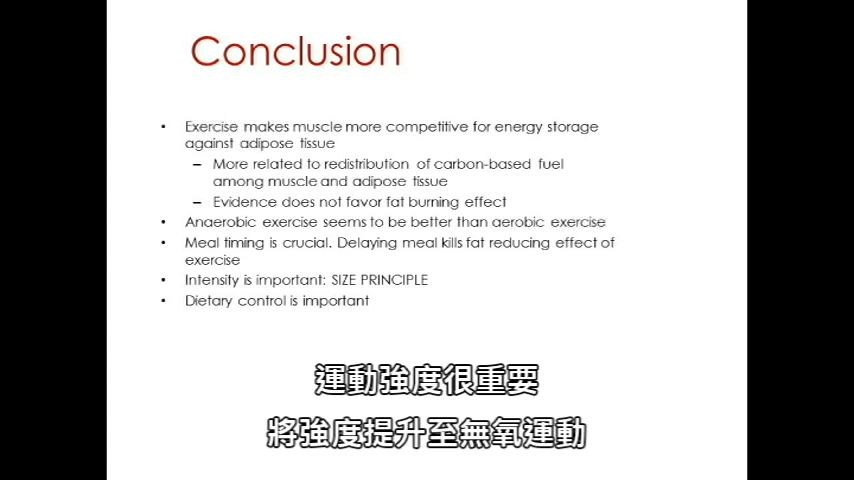 Conclusion
• Exercise makes muscle more competitive for energy storage
against adipose tissue
– More related to redistribution of carbon-based fuel
among muscle and adipose tissue
– Evidence does not favor fat burning effect
• Anaerobic exercise seems to be better than aerobic exercise
• Meal timing is crucial. Delaying meal kills fat reducing effect of
exercise
• Intensity is important: SIZE PRINCIPLE
• Dietary control is important
運動強度很重要
將強度提升至無氧運動